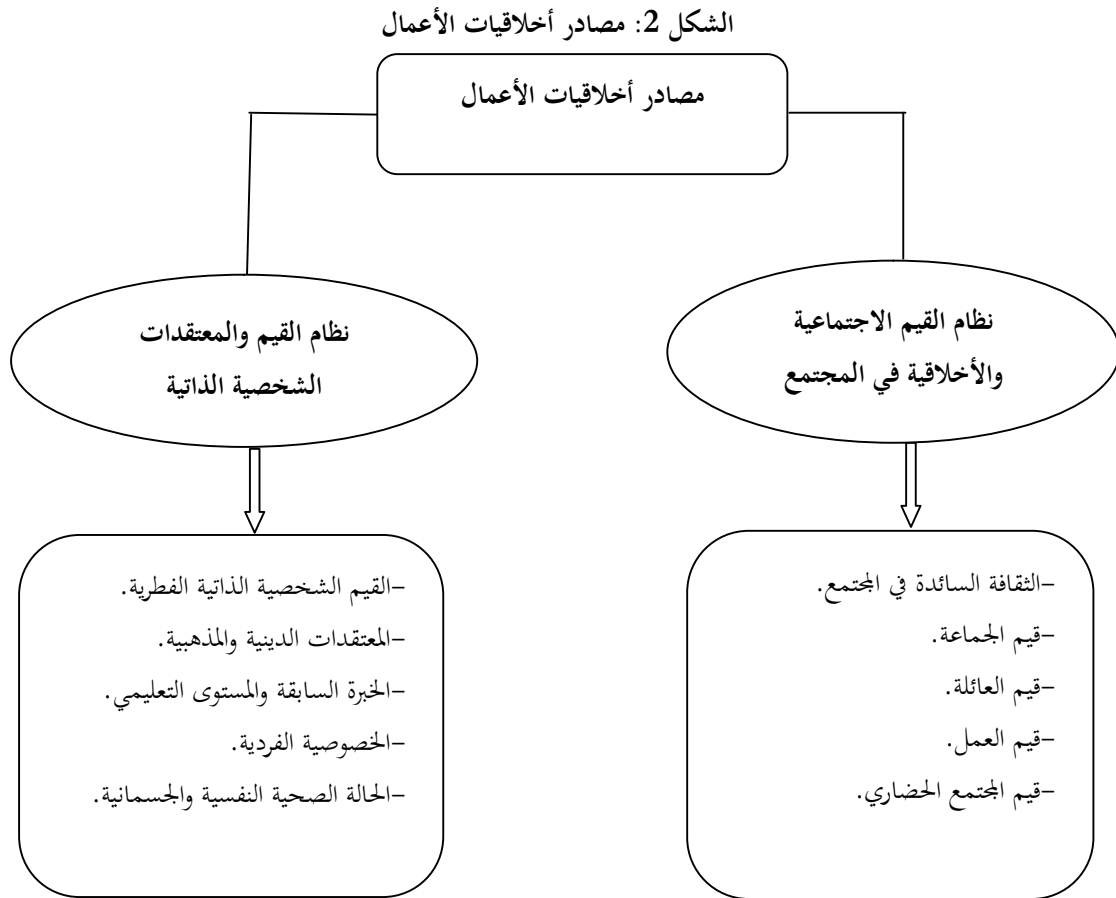 الشكل 2: مصادر أخلاقيات الأعمال
مصادر أخلاقيات الأعمال
نظام القيم الاجتماعية
والأخلاقية في المجتمع
نظام القيم والمعتقدات
الشخصية الذاتية
-الثقافة السائدة في المجتمع.
-قيم الجماعة.
-قيم العائلة.
-قيم العمل.
-قيم المجتمع الحضاري.
-القيم الشخصية الذاتية الفطرية.
-المعتقدات الدينية والمذهبية.
-الخبرة السابقة والمستوى التعليمي.
-الخصوصية الفردية.
-الحالة الصحية النفسية والجسمانية.